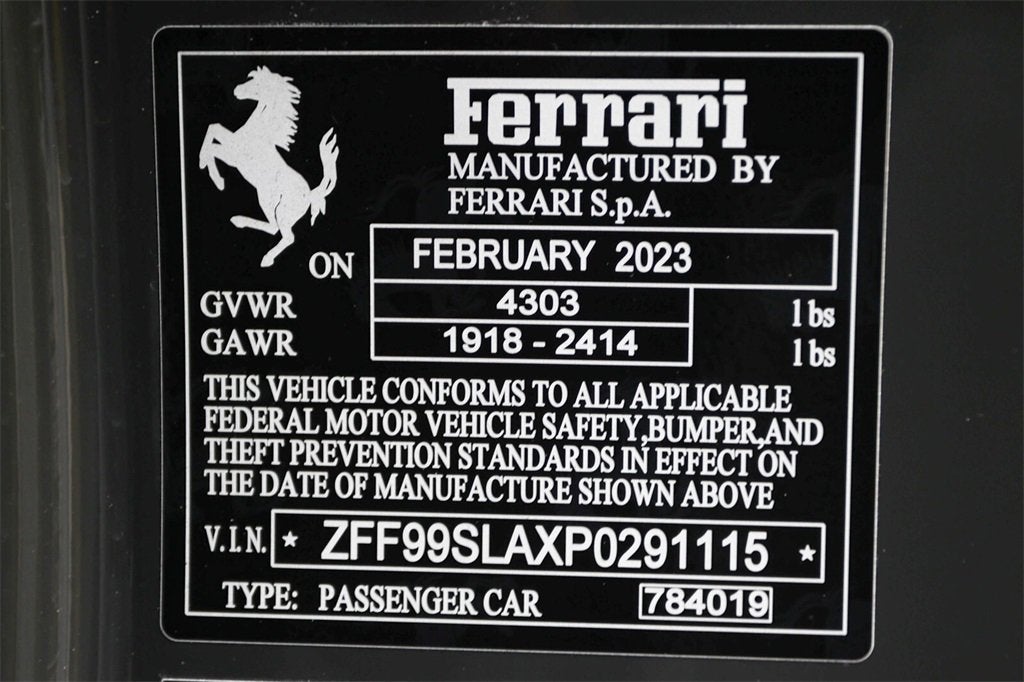 Ferrari
MANUFACTURED BY
FERRARI S.p.A.
ON FEBRUARY 2023
GVWR 4303 lbs
GAWR 1918 - 2414 lbs
THIS VEHICLE CONFORMS TO ALL APPLICABLE
FEDERAL MOTOR VEHICLE SAFETY,BUMPER,AND
THEFT PREVENTION STANDARDS IN EFFECT ON
THE DATE OF MANUFACTURE SHOWN ABOVE
V.I.N. ★ ZFF99SLAXP0291115 ★
TYPE: PASSENGER CAR 784019